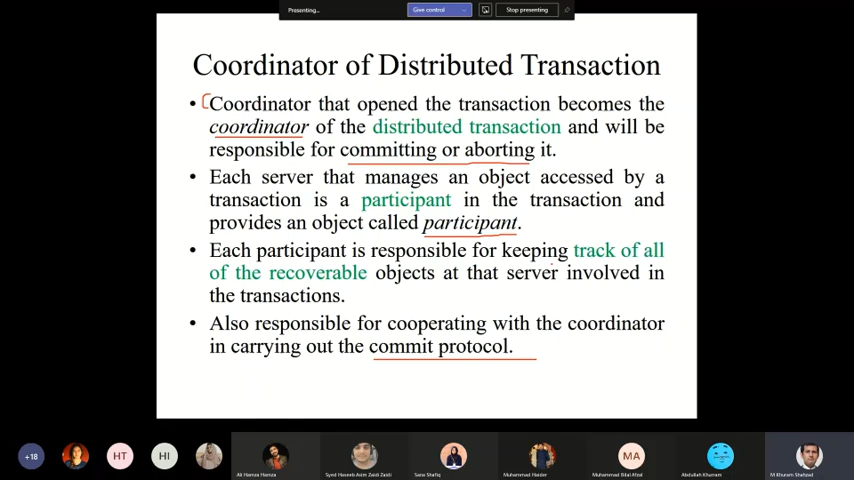 Presenting...
Give control
Stop presenting
Coordinator of Distributed Transaction
• Coordinator that opened the transaction becomes the
coordinator of the distributed transaction and will be
responsible for committing or aborting it.
• Each server that manages an object accessed by a
transaction is a participant in the transaction and
provides an object called participant.
• Each participant is responsible for keeping track of all
of the recoverable objects at that server involved in
the transactions.
• Also responsible for cooperating with the coordinator
in carrying out the commit protocol.
+18
HT
HI
MA
Ali Hamza Hamza
Syed Haseeb Asim Zaidi Zaidi
Sana Shafiq
Muhammad Haider
Muhammad Bilal Afzal
Abdullah Khurram
M Khuram Shahzad